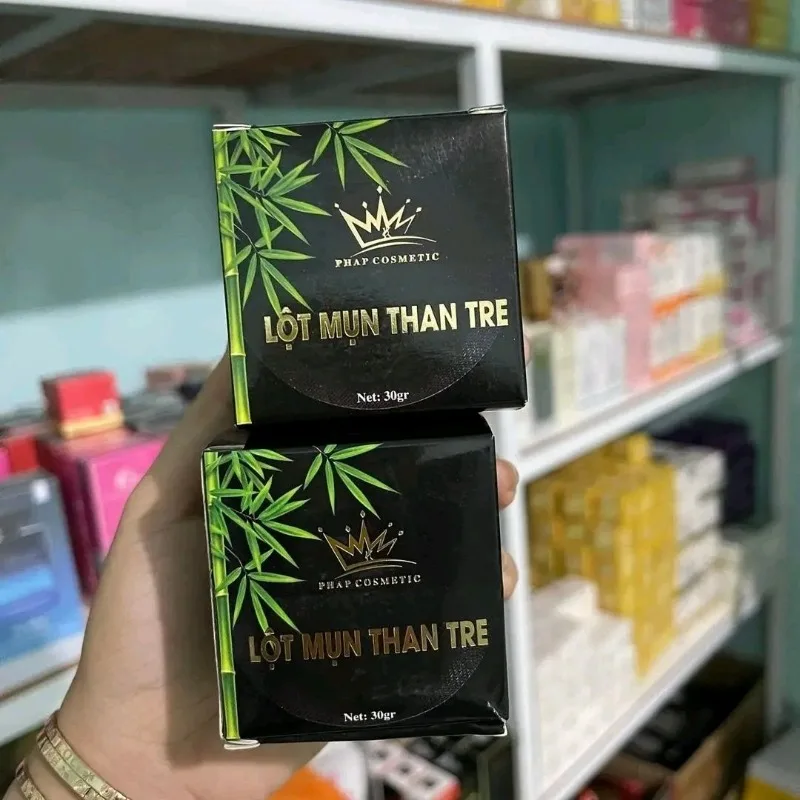 PHAP COSMETIC
LỘT MỤN THAN TRE
Net: 30gr
PHAP COSMETIC
LỘT MỤN THAN TRE
Net: 30gr